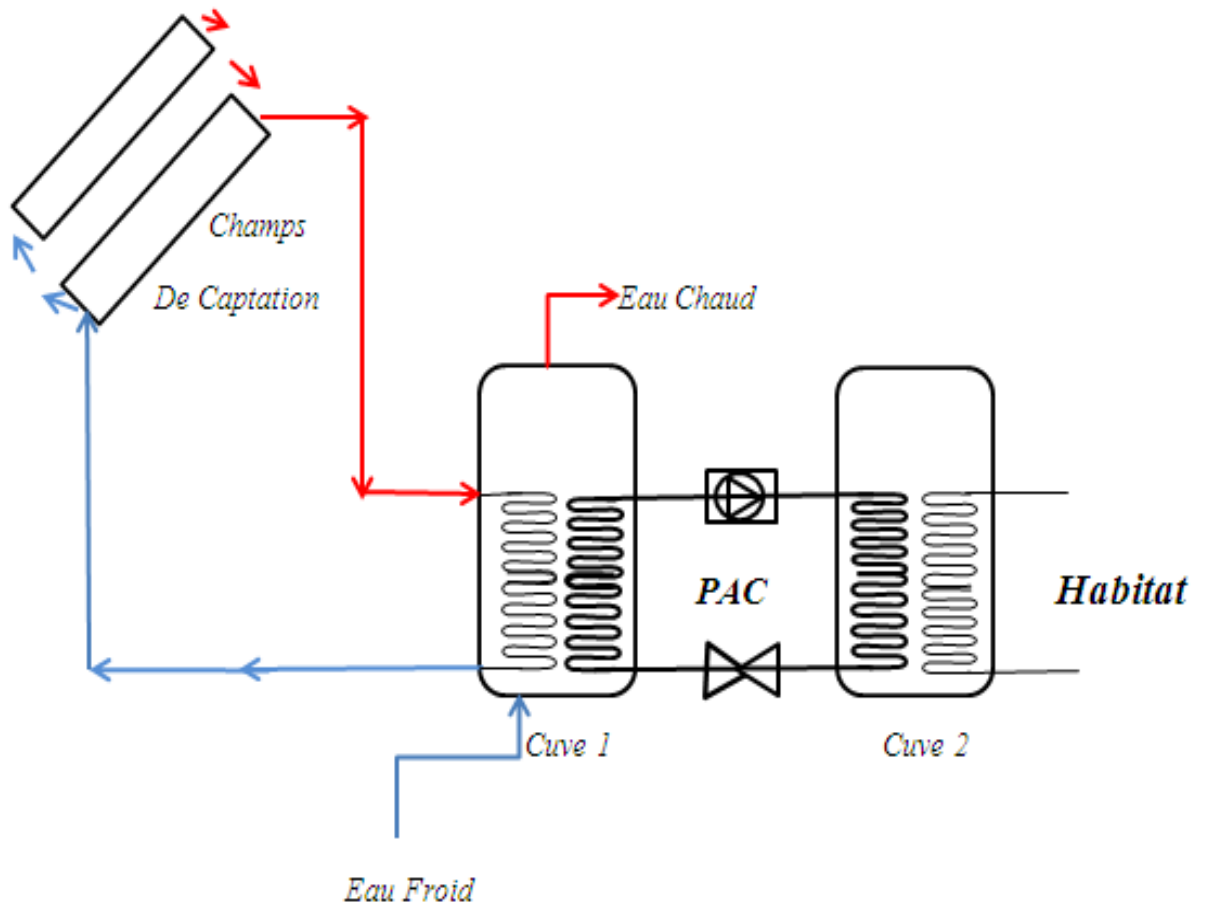 Champs
De Captation
Eau Chaud
PAC
Habitat
Cuve 1
Cuve 2
Eau Froid